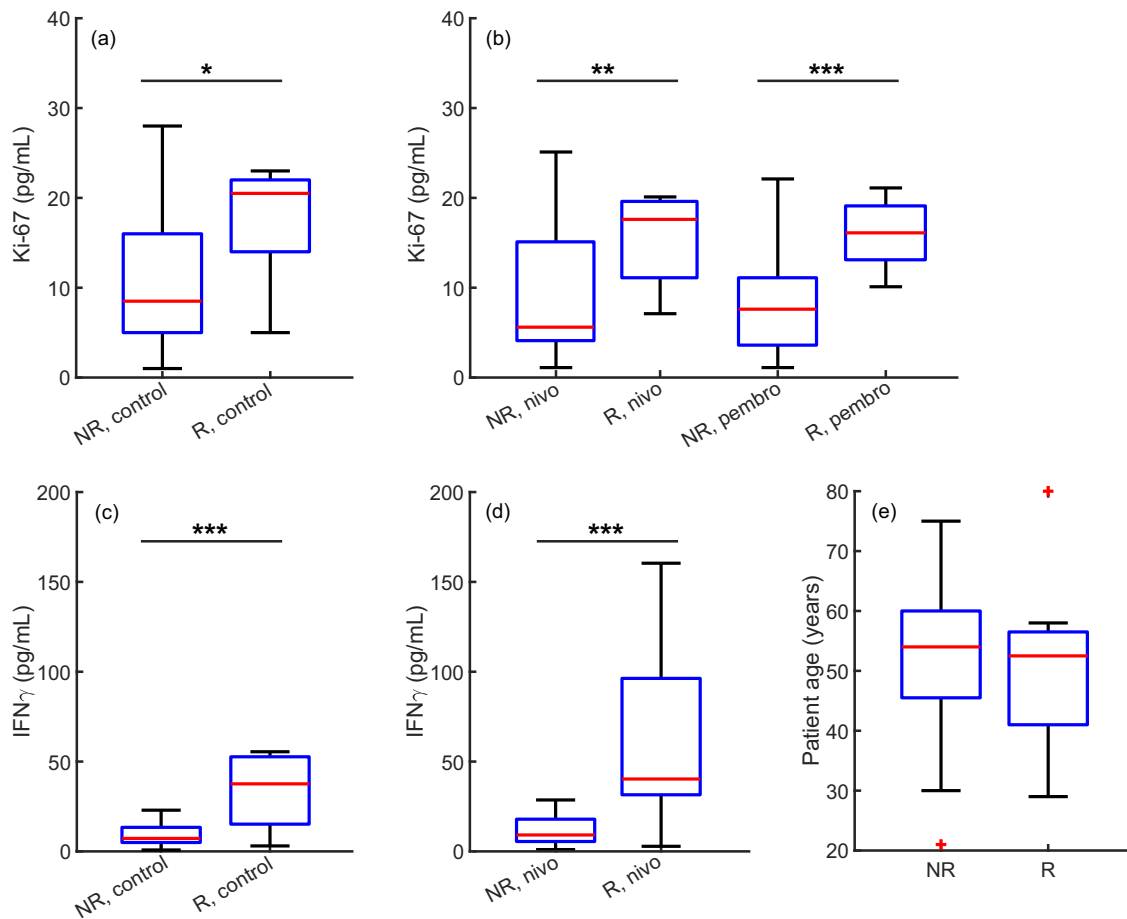 (a)
*
Ki-67 (pg/mL)
40
30
20
10
0
NR, control
R, control
(b)
**
***
Ki-67 (pg/mL)
40
30
20
10
0
NR, nivo
R, nivo
NR, pembro
R, pembro
(c)
***
IFNγ (pg/mL)
200
150
100
50
0
NR, control
R, control
(d)
***
IFNγ (pg/mL)
200
150
100
50
0
NR, nivo
R, nivo
(e)
Patient age (years)
80
70
60
50
40
30
20
NR
R